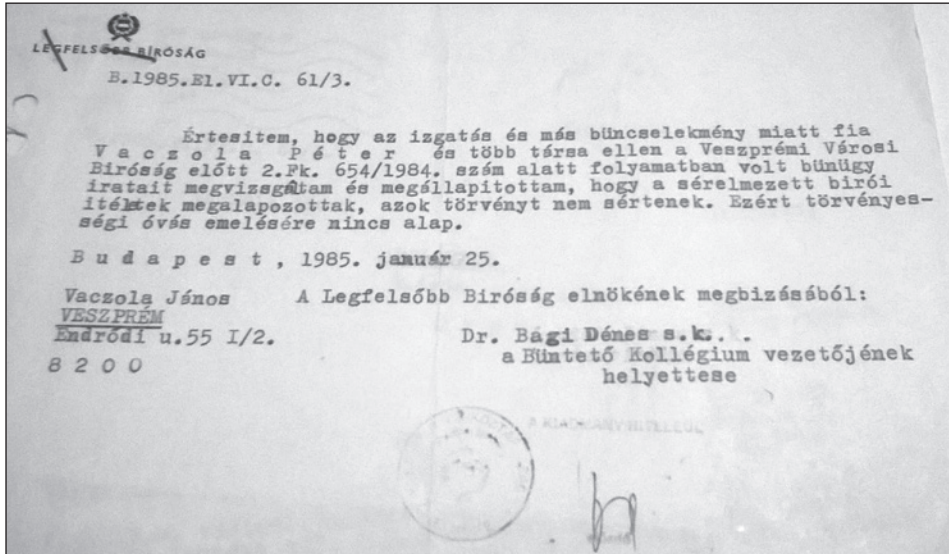 LEGFELSŐBB BÍRÓSÁG
B.1985.El.VI.C. 61/3.
Értesitem, hogy az izgatás és más büncselekmény miatt fia
V a c z o l a P é t e r és több társa ellen a Veszprémi Városi
Biróság előtt 2.Fk. 654/1984. szám alatt folyamatban volt bünügy
iratait megvizsgáltam és megállapitottam, hogy a sérelmezett birói
itéletek megalapozottak, azok törvényt nem sértenek. Ezért törvényes-
ségi óvás emelésére nincs alap.
B u d a p e s t , 1985. január 25.
Vaczola János A Legfelsőbb Biróság elnökének megbizásából:
VESZPRÉM
Endrődi u.55 I/2. Dr. Bági Dénes s.k...
8 2 0 0 a Büntető Kollégium vezetőjének
helyettese
A KIADMÁNY HITELÉÜL